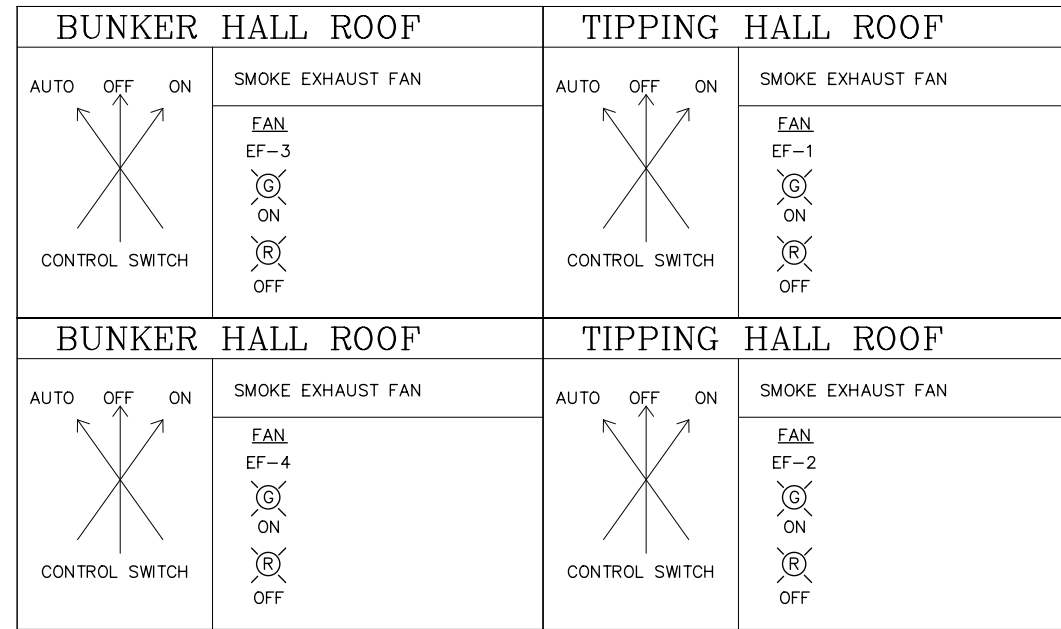 BUNKER HALL ROOF
AUTO OFF ON
CONTROL SWITCH
SMOKE EXHAUST FAN
FAN
EF-3
G
ON
R
OFF
TIPPING HALL ROOF
AUTO OFF ON
CONTROL SWITCH
SMOKE EXHAUST FAN
FAN
EF-1
G
ON
R
OFF
BUNKER HALL ROOF
AUTO OFF ON
CONTROL SWITCH
SMOKE EXHAUST FAN
FAN
EF-4
G
ON
R
OFF
TIPPING HALL ROOF
AUTO OFF ON
CONTROL SWITCH
SMOKE EXHAUST FAN
FAN
EF-2
G
ON
R
OFF